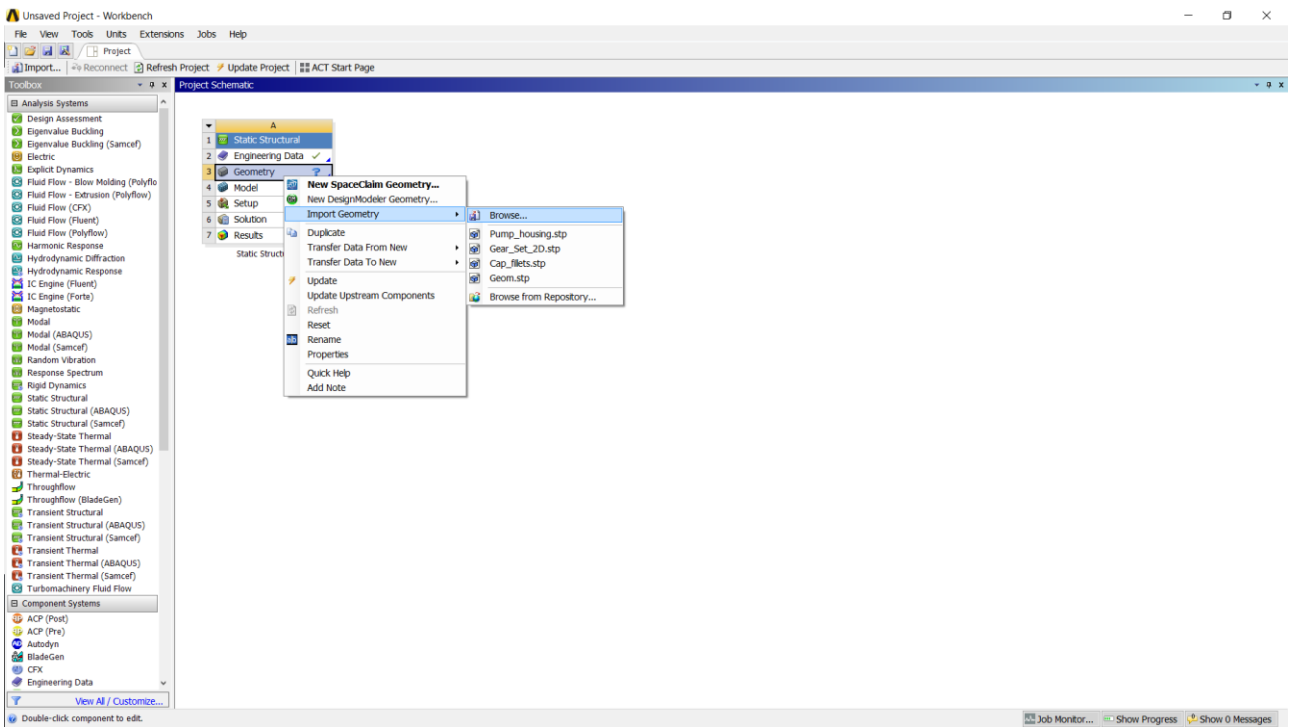 Unsaved Project - Workbench
File View Tools Units Extensions Jobs Help
Project
Import... Reconnect Refresh Project Update Project ACT Start Page
Toolbox
Project Schematic
Analysis Systems
Design Assessment
Eigenvalue Buckling
Eigenvalue Buckling (Samcef)
Electric
Explicit Dynamics
Fluid Flow - Blow Molding (Polyflo
Fluid Flow - Extrusion (Polyflow)
Fluid Flow (CFX)
Fluid Flow (Fluent)
Fluid Flow (Polyflow)
Harmonic Response
Hydrodynamic Diffraction
Hydrodynamic Response
IC Engine (Fluent)
IC Engine (Forte)
Magnetostatic
Modal
Modal (ABAQUS)
Modal (Samcef)
Random Vibration
Response Spectrum
Rigid Dynamics
Static Structural
Static Structural (ABAQUS)
Static Structural (Samcef)
Steady-State Thermal
Steady-State Thermal (ABAQUS)
Steady-State Thermal (Samcef)
Thermal-Electric
Throughflow
Throughflow (BladeGen)
Transient Structural
Transient Structural (ABAQUS)
Transient Structural (Samcef)
Transient Thermal
Transient Thermal (ABAQUS)
Transient Thermal (Samcef)
Turbomachinery Fluid Flow
Component Systems
ACP (Post)
ACP (Pre)
Autodyn
BladeGen
CFX
Engineering Data
View All / Customize...
A
1 Static Structural
2 Engineering Data
3 Geometry ?
4 Model
5 Setup
6 Solution
7 Results
Static Structu
New SpaceClaim Geometry...
New DesignModeler Geometry...
Import Geometry
Duplicate
Transfer Data From New
Transfer Data To New
Update
Update Upstream Components
Refresh
Reset
Rename
Properties
Quick Help
Add Note
Browse...
Pump_housing.stp
Gear_Set_2D.stp
Cap_fillets.stp
Geom.stp
Browse from Repository...
Double-click component to edit.
Job Monitor... Show Progress Show 0 Messages